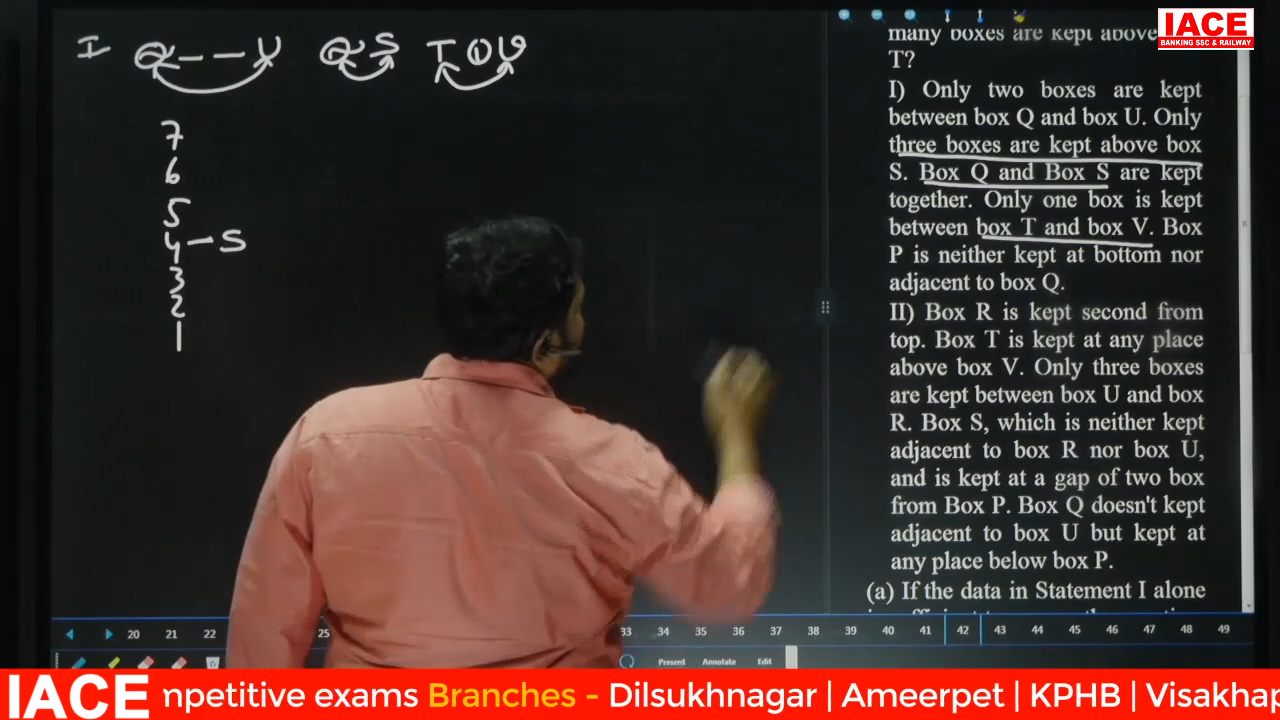 I Q - - U Q S T ① V
7
6
5
4 - S
3
2
1
IACE
BANKING SSC & RAILWAY
many boxes are kept above
T?
I) Only two boxes are kept
between box Q and box U. Only
three boxes are kept above box
S. Box Q and Box S are kept
together. Only one box is kept
between box T and box V. Box
P is neither kept at bottom nor
adjacent to box Q.
II) Box R is kept second from
top. Box T is kept at any place
above box V. Only three boxes
are kept between box U and box
R. Box S, which is neither kept
adjacent to box R nor box U,
and is kept at a gap of two box
from Box P. Box Q doesn't kept
adjacent to box U but kept at
any place below box P.
(a) If the data in Statement I alone
20 21 22 25 33 34 35 36 37 38 39 40 41 42 43 44 45 46 47 48 49
Present Annotate Edit
IACE mpetitive exams Branches - Dilsukhnagar | Ameerpet | KPHB | Visakhap